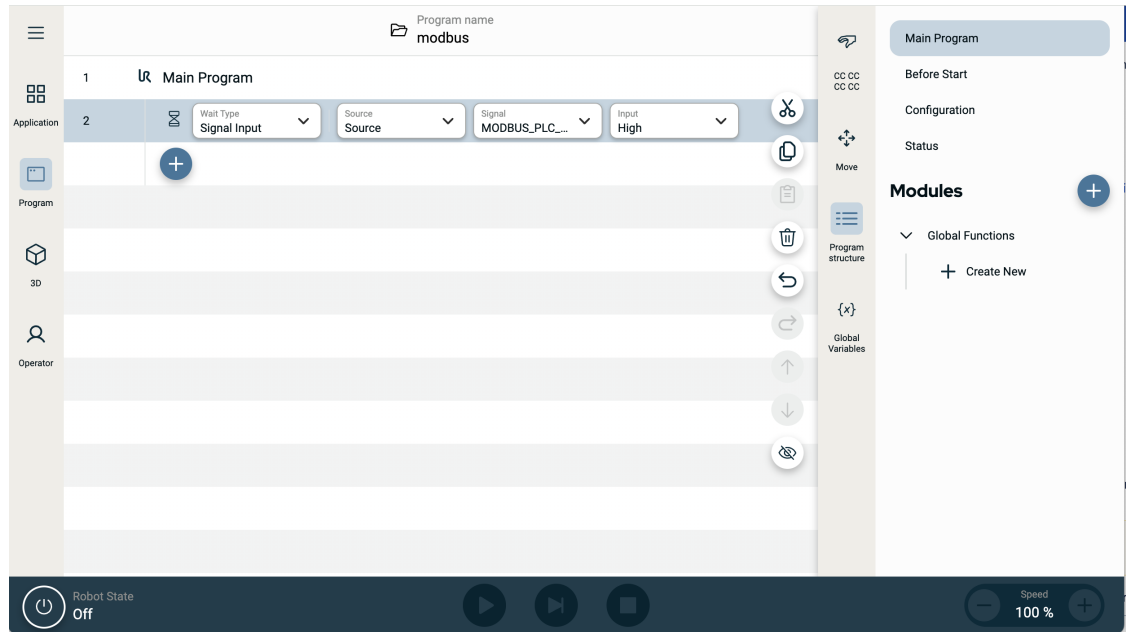 Program name
modbus
Application
Program
3D
Operator
1 Main Program
2
Wait Type
Signal Input
Source
Source
Signal
MODBUS_PLC_...
Input
High
CC CC
CC CC
Move
Program
structure
{x}
Global
Variables
Main Program
Before Start
Configuration
Status
Modules
Global Functions
Create New
Robot State
Off
Speed
100 %